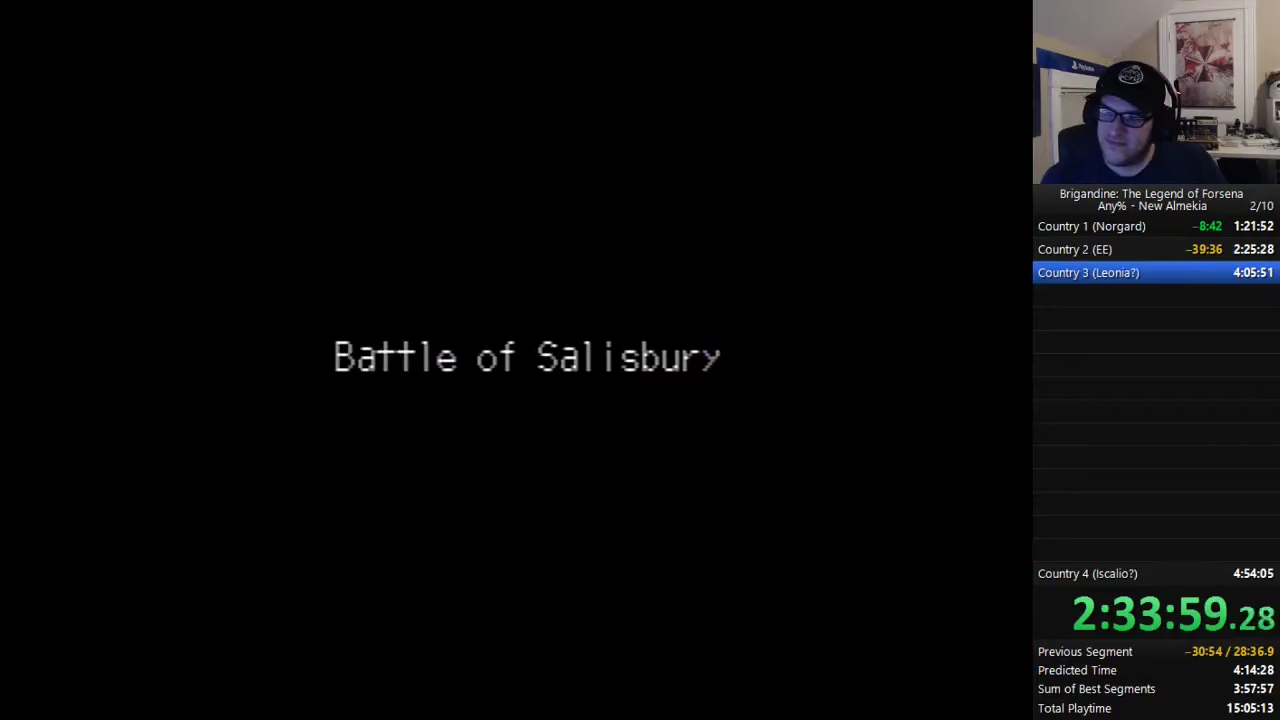 PlayStation
Battle of Salisbury
Brigandine: The Legend of Forsena
Any% - New Almekia 2/10
Country 1 (Norgard) −8:42 1:21:52
Country 2 (EE) −39:36 2:25:28
Country 3 (Leonia?) 4:05:51
Country 4 (Iscalio?) 4:54:05
2:33:59.28
Previous Segment −30:54 / 28:36.9
Predicted Time 4:14:28
Sum of Best Segments 3:57:57
Total Playtime 15:05:13